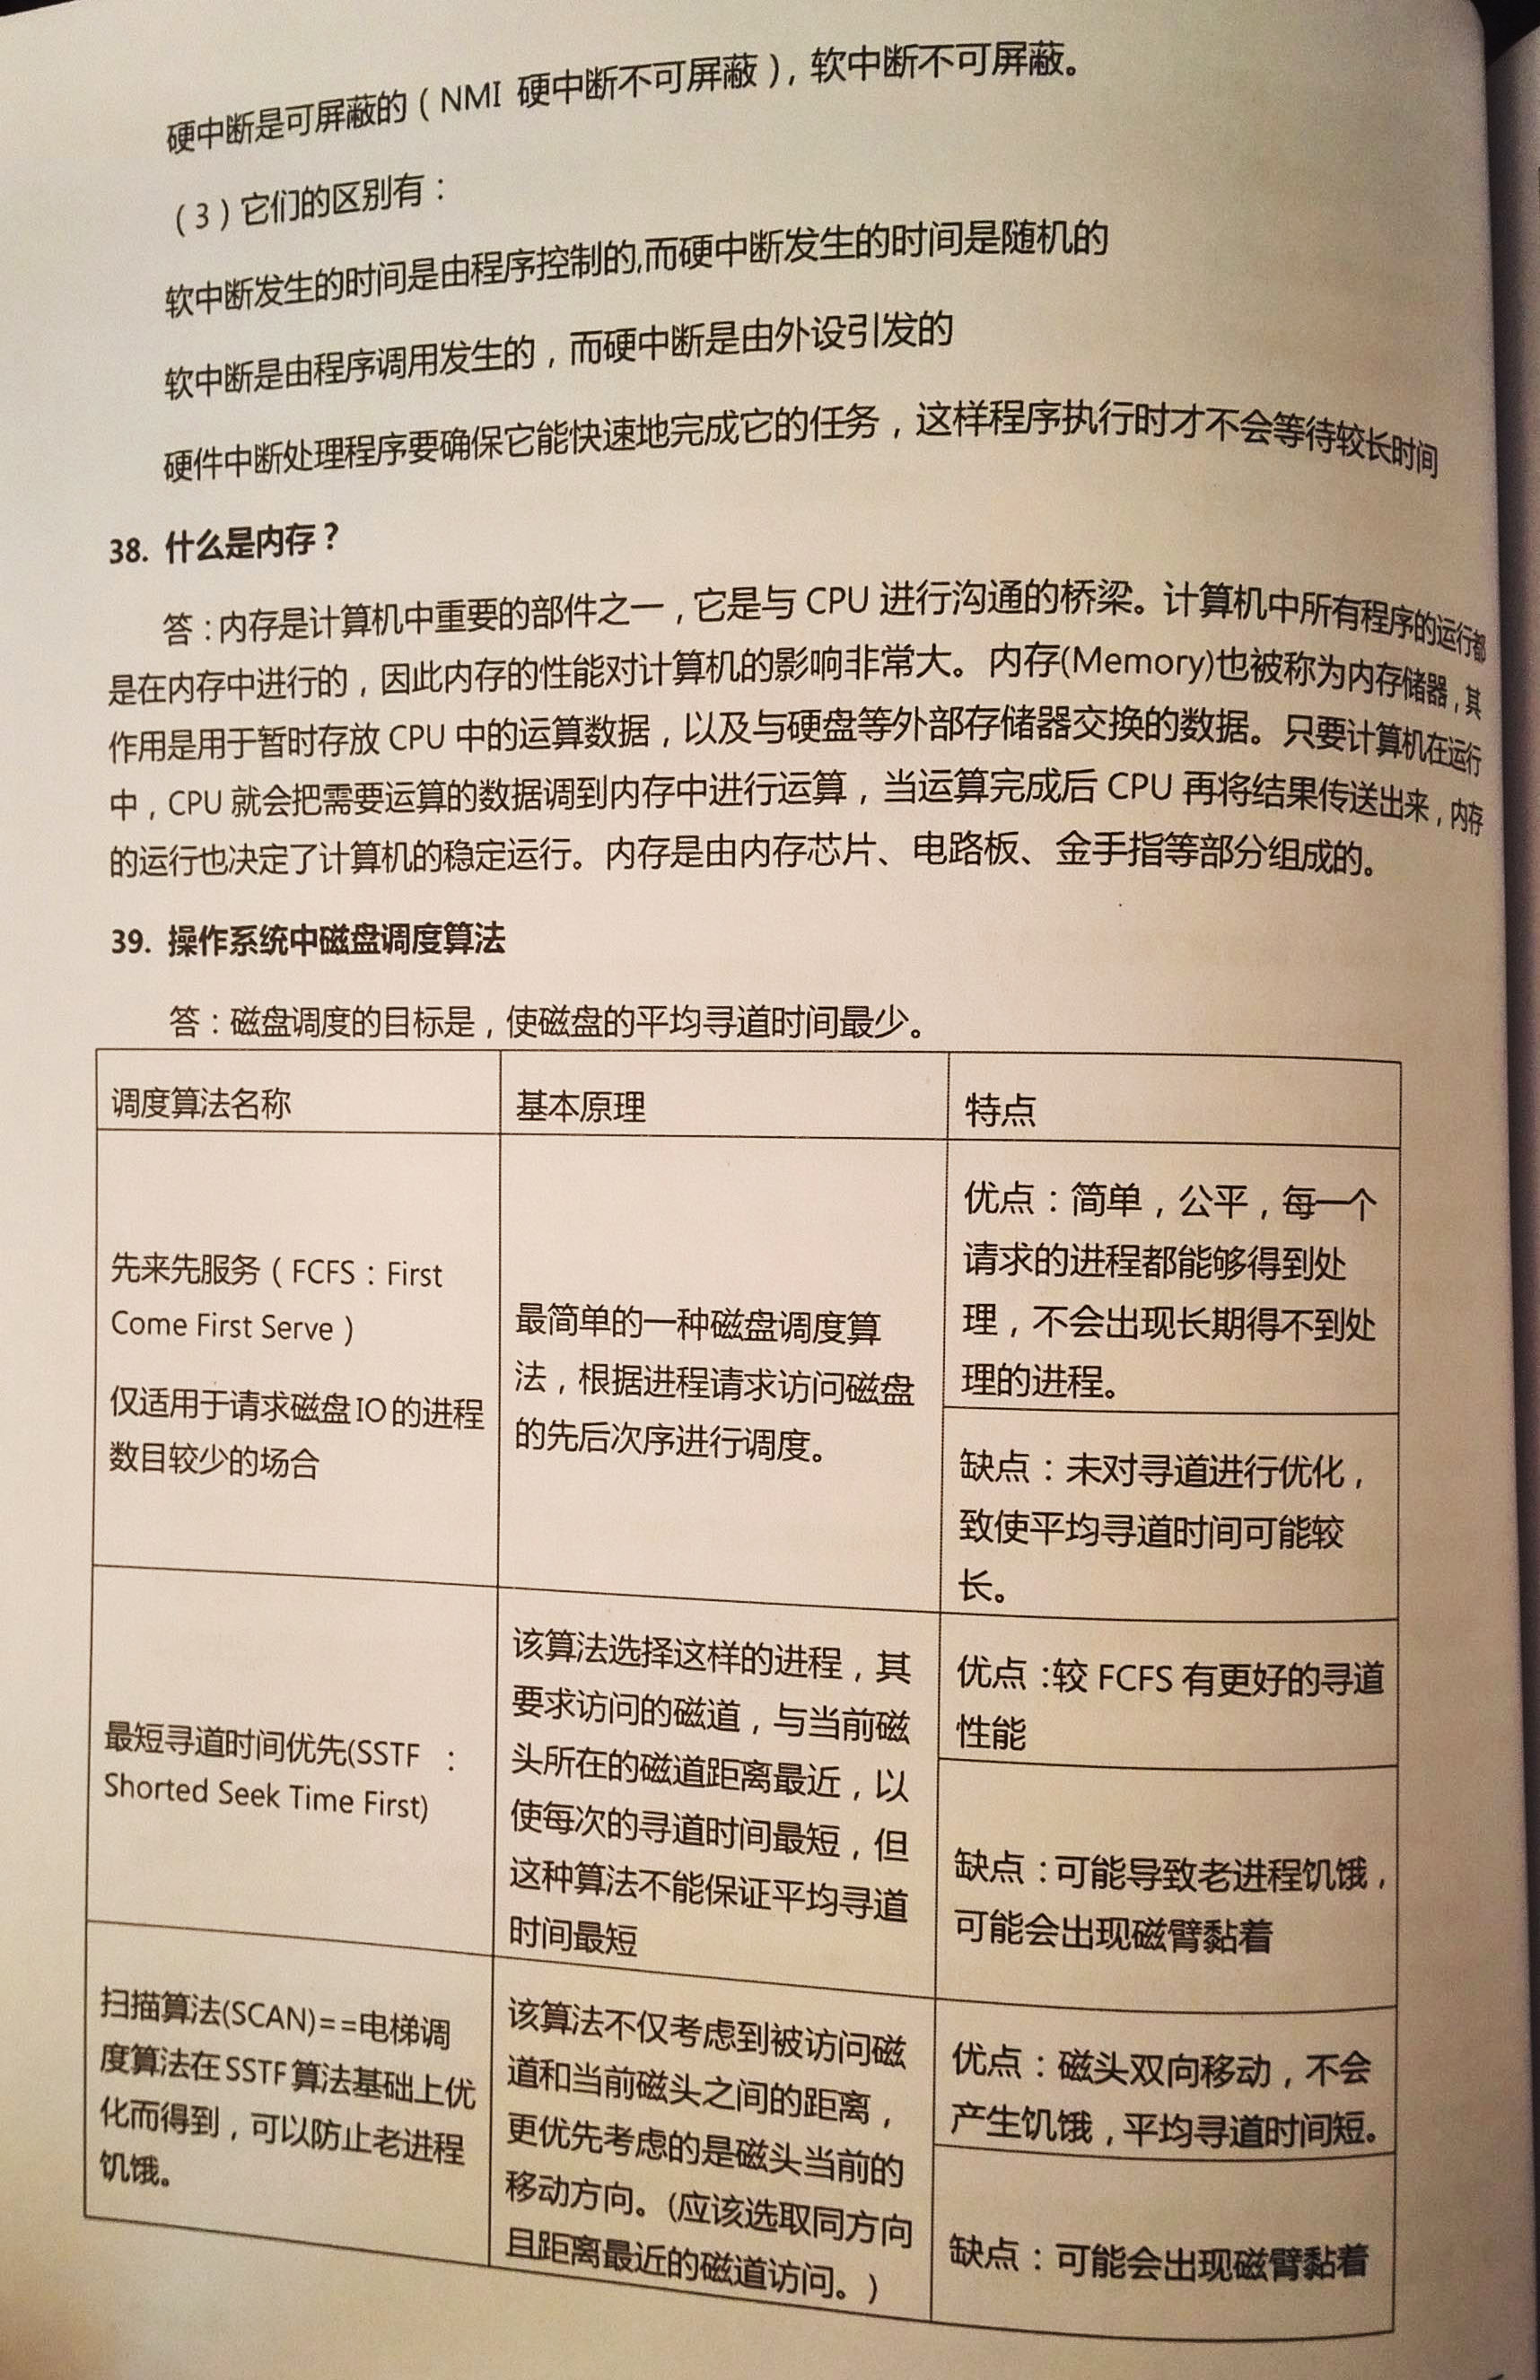 硬中断是可屏蔽的（NMI 硬中断不可屏蔽），软中断不可屏蔽。
（3）它们的区别有：
软中断发生的时间是由程序控制的,而硬中断发生的时间是随机的
软中断是由程序调用发生的，而硬中断是由外设引发的
硬件中断处理程序要确保它能快速地完成它的任务，这样程序执行时才不会等待较长时间
38. 什么是内存？
答：内存是计算机中重要的部件之一，它是与 CPU 进行沟通的桥梁。计算机中所有程序的运行都
是在内存中进行的，因此内存的性能对计算机的影响非常大。内存(Memory)也被称为内存储器，其
作用是用于暂时存放 CPU 中的运算数据，以及与硬盘等外部存储器交换的数据。只要计算机在运行
中，CPU 就会把需要运算的数据调到内存中进行运算，当运算完成后 CPU 再将结果传送出来，内存
的运行也决定了计算机的稳定运行。内存是由内存芯片、电路板、金手指等部分组成的。
39. 操作系统中磁盘调度算法
答：磁盘调度的目标是，使磁盘的平均寻道时间最少。
调度算法名称
基本原理
特点
先来先服务（FCFS：First
Come First Serve）
仅适用于请求磁盘 IO 的进程
数目较少的场合
最简单的一种磁盘调度算
法，根据进程请求访问磁盘
的先后次序进行调度。
优点：简单，公平，每一个
请求的进程都能够得到处
理，不会出现长期得不到处
理的进程。
缺点：未对寻道进行优化，
致使平均寻道时间可能较
长。
最短寻道时间优先(SSTF ：
Shorted Seek Time First)
该算法选择这样的进程，其
要求访问的磁道，与当前磁
头所在的磁道距离最近，以
使每次的寻道时间最短，但
这种算法不能保证平均寻道
时间最短
优点：较 FCFS 有更好的寻道
性能
缺点：可能导致老进程饥饿，
可能会出现磁臂黏着
扫描算法(SCAN)==电梯调
度算法在 SSTF 算法基础上优
化而得到，可以防止老进程
饥饿。
该算法不仅考虑到被访问磁
道和当前磁头之间的距离，
更优先考虑的是磁头当前的
移动方向。(应该选取同方向
且距离最近的磁道访问。)
优点：磁头双向移动，不会
产生饥饿，平均寻道时间短。
缺点：可能会出现磁臂黏着